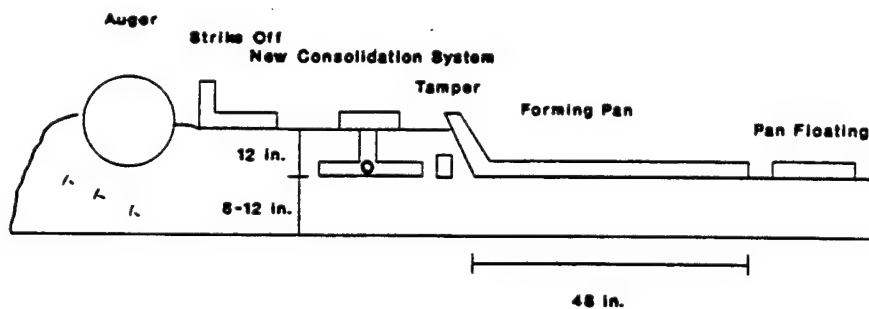 Auger
Strike Off
New Consolidation System
Tamper
Forming Pan
Pan Floating
12 in.
8-12 in.
48 in.